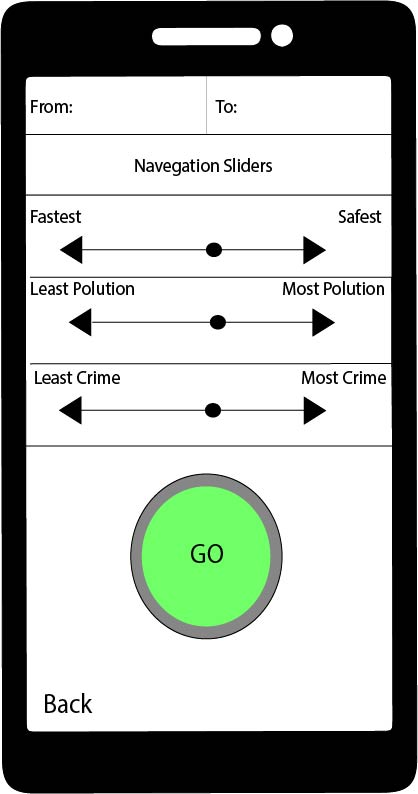 From: To:
Navegation Sliders
Fastest Safest
Least Polution Most Polution
Least Crime Most Crime
GO
Back